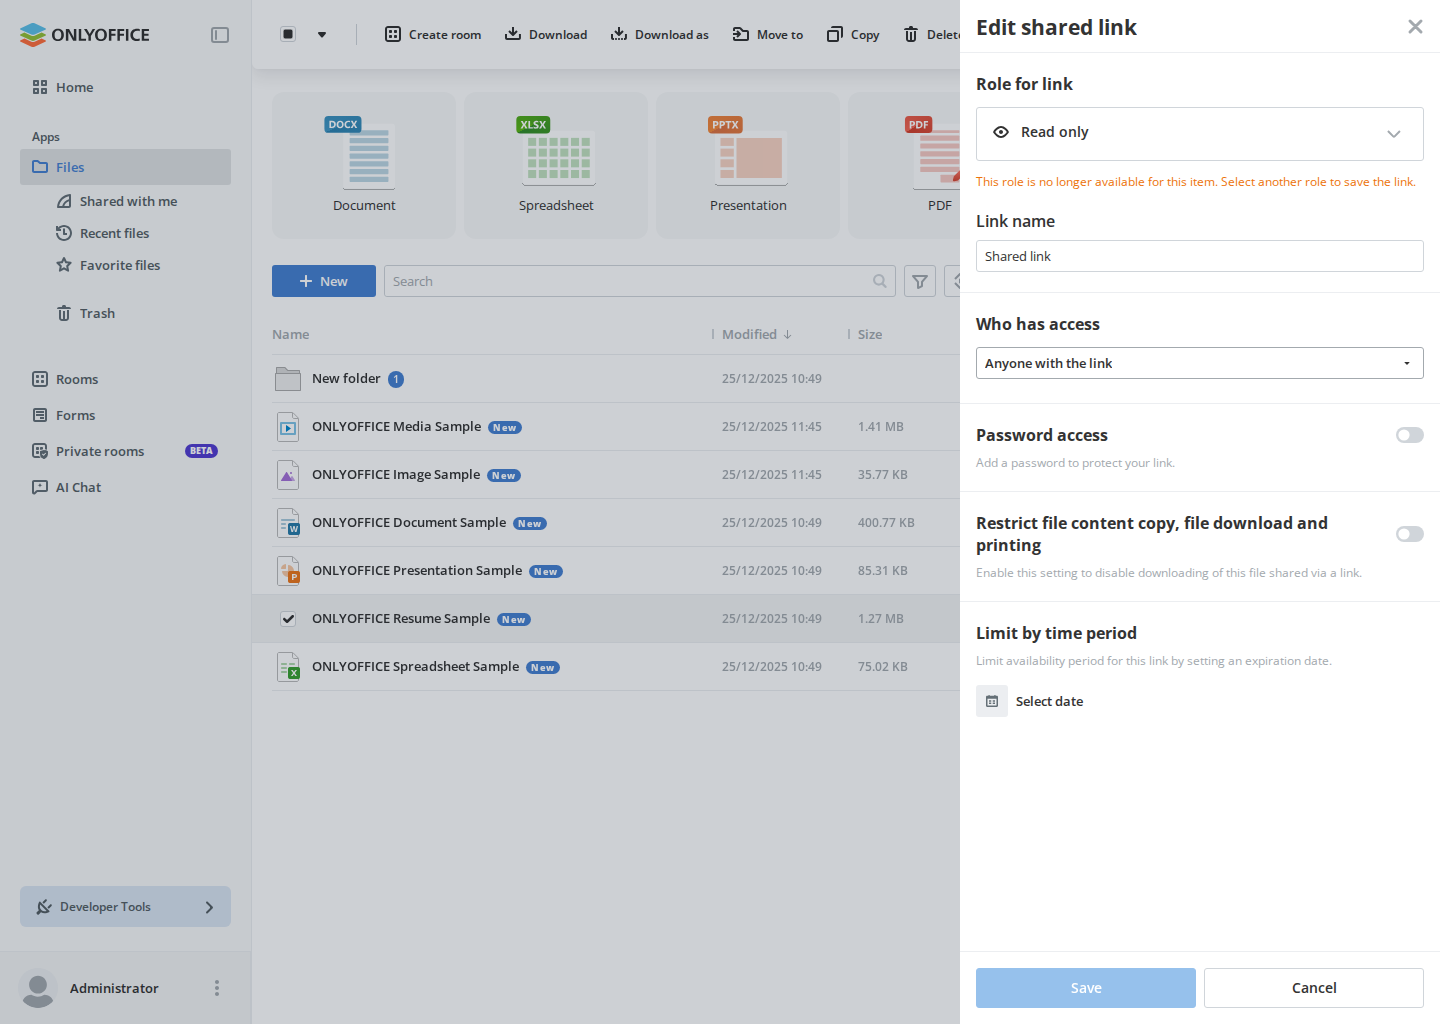 ONLYOFFICE
Home
Apps
Files
Shared with me
Recent files
Favorite files
Trash
Rooms
Forms
Private rooms
BETA
AI Chat
Developer Tools
Administrator
Create room
Download
Download as
Move to
Copy
Delete
DOCX
Document
XLSX
Spreadsheet
PPTX
Presentation
PDF
PDF
New
Search
Name
Modified
Size
New folder 1 25/12/2025 10:49
ONLYOFFICE Media Sample New 25/12/2025 11:45 1.41 MB
ONLYOFFICE Image Sample New 25/12/2025 11:45 35.77 KB
W
ONLYOFFICE Document Sample New 25/12/2025 10:49 400.77 KB
P
ONLYOFFICE Presentation Sample New 25/12/2025 10:49 85.31 KB
ONLYOFFICE Resume Sample New 25/12/2025 10:49 1.27 MB
X
ONLYOFFICE Spreadsheet Sample New 25/12/2025 10:49 75.02 KB
Edit shared link
Role for link
Read only
This role is no longer available for this item. Select another role to save the link.
Link name
Shared link
Who has access
Anyone with the link
Password access
Add a password to protect your link.
Restrict file content copy, file download and
printing
Enable this setting to disable downloading of this file shared via a link.
Limit by time period
Limit availability period for this link by setting an expiration date.
Select date
Save
Cancel